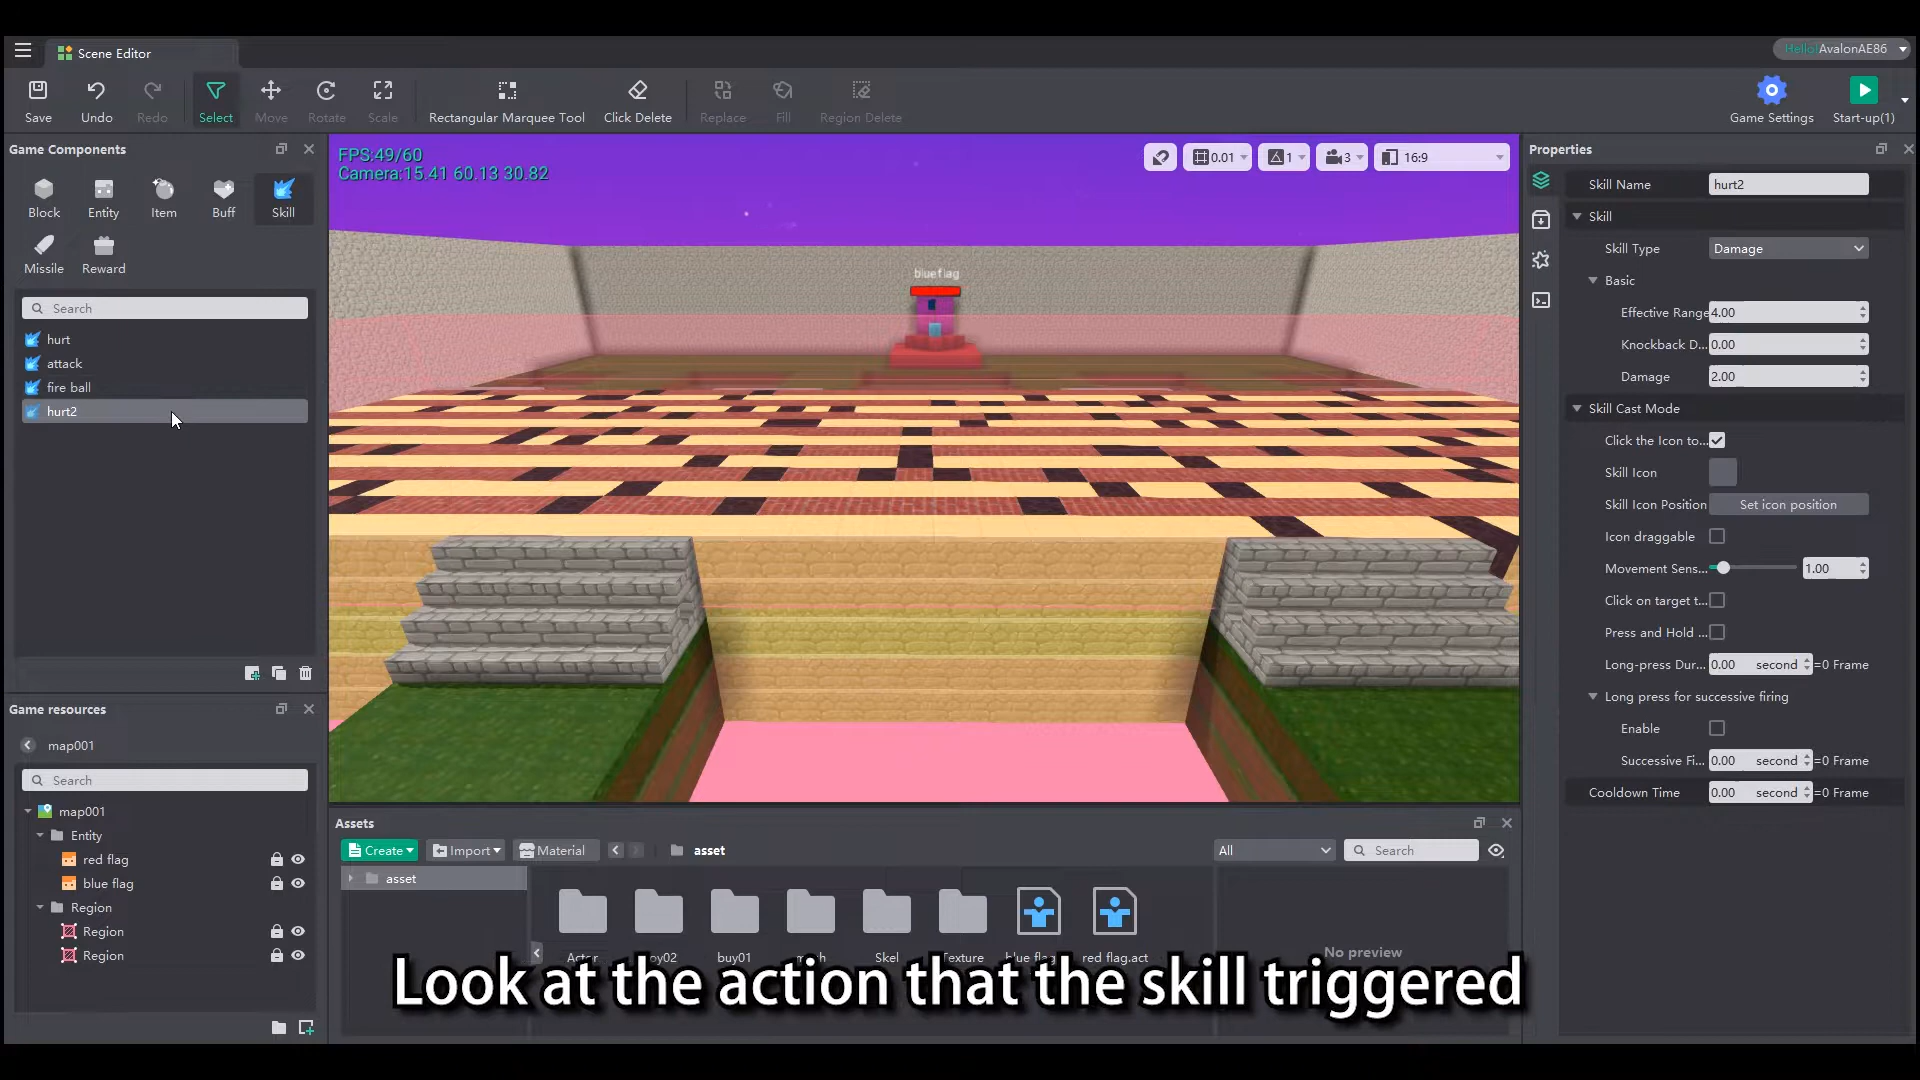 Scene Editor
Hello! AvalonAE86
Save
Undo
Redo
Select
Move
Rotate
Scale
Rectangular Marquee Tool
Click Delete
Replace
Fill
Region Delete
Game Settings
Start-up(1)
Game Components
Block
Entity
Item
Buff
Skill
Missile
Reward
Search
hurt
attack
fire ball
hurt2
Game resources
map001
Search
map001
Entity
red flag
blue flag
Region
Region
Region
FPS:49/60
Camera:15.41 60.13 30.82
0.01
1
3
16:9
blue flag
Assets
Create
Import
Material
asset
All
Search
asset
Actor
buy01
Skel
Texture
blue flag
red flag.act
No preview
Look at the action that the skill triggered
Properties
Skill Name hurt2
Skill
Skill Type Damage
Basic
Effective Range 4.00
Knockback D... 0.00
Damage 2.00
Skill Cast Mode
Click the Icon to...
Skill Icon
Skill Icon Position Set icon position
Icon draggable
Movement Sens... 1.00
Click on target t...
Press and Hold ...
Long-press Dur... 0.00 second =0 Frame
Long press for successive firing
Enable
Successive Fi... 0.00 second =0 Frame
Cooldown Time 0.00 second =0 Frame